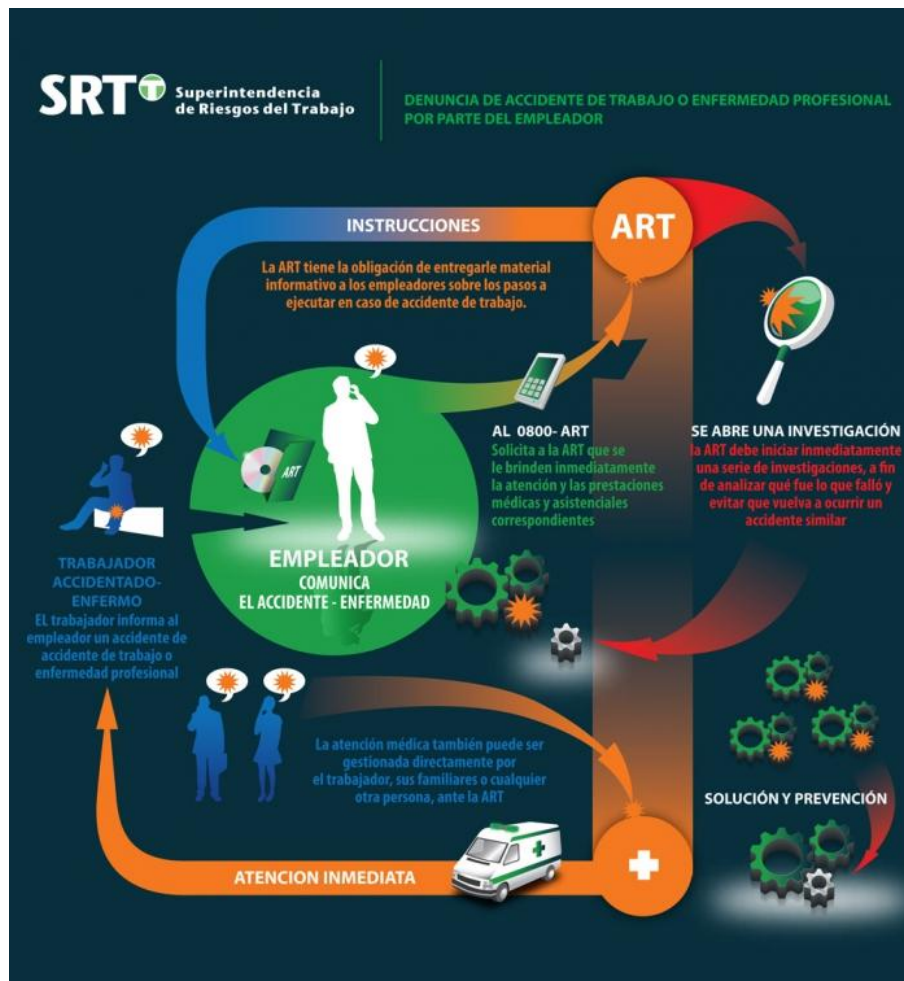 SRT
Superintendencia
de Riesgos del Trabajo
DENUNCIA DE ACCIDENTE DE TRABAJO O ENFERMEDAD PROFESIONAL
POR PARTE DEL EMPLEADOR
INSTRUCCIONES
ART
La ART tiene la obligación de entregarle material
informativo a los empleadores sobre los pasos a
ejecutar en caso de accidente de trabajo.
ART
AL 0800- ART
Solicita a la ART que se
le brinden inmediatamente
la atención y las prestaciones
médicas y asistenciales
correspondientes
SE ABRE UNA INVESTIGACIÓN
la ART debe iniciar inmediatamente
una serie de investigaciones, a fin
de analizar qué fue lo que falló y
evitar que vuelva a ocurrir un
accidente similar
EMPLEADOR
COMUNICA
EL ACCIDENTE - ENFERMEDAD
TRABAJADOR
ACCIDENTADO-
ENFERMO
EL trabajador informa al
empleador un accidente de
accidente de trabajo o
enfermedad profesional
La atención médica también puede ser
gestionada directamente por
el trabajador, sus familiares o cualquier
otra persona, ante la ART
SOLUCIÓN Y PREVENCIÓN
ATENCION INMEDIATA